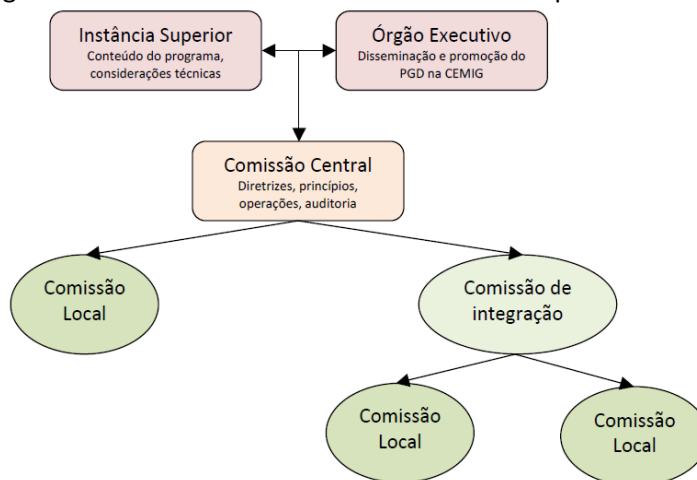 Instância Superior
Conteúdo do programa,
considerações técnicas
Órgão Executivo
Disseminação e promoção do
PGD na CEMIG
Comissão Central
Diretrizes, princípios,
operações, auditoria
Comissão
Local
Comissão de
integração
Comissão
Local
Comissão
Local